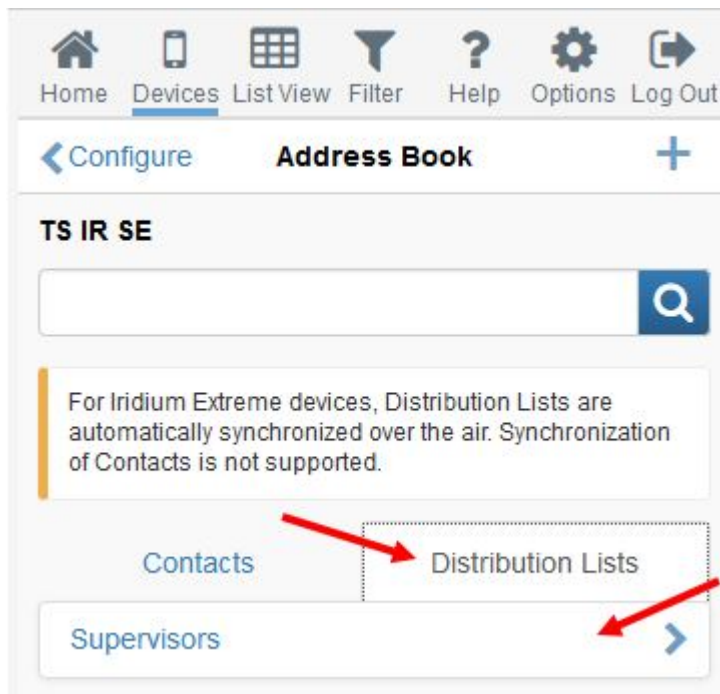 Home Devices List View Filter Help Options Log Out
Configure Address Book
TS IR SE
For Iridium Extreme devices, Distribution Lists are
automatically synchronized over the air. Synchronization
of Contacts is not supported.
Contacts Distribution Lists
Supervisors